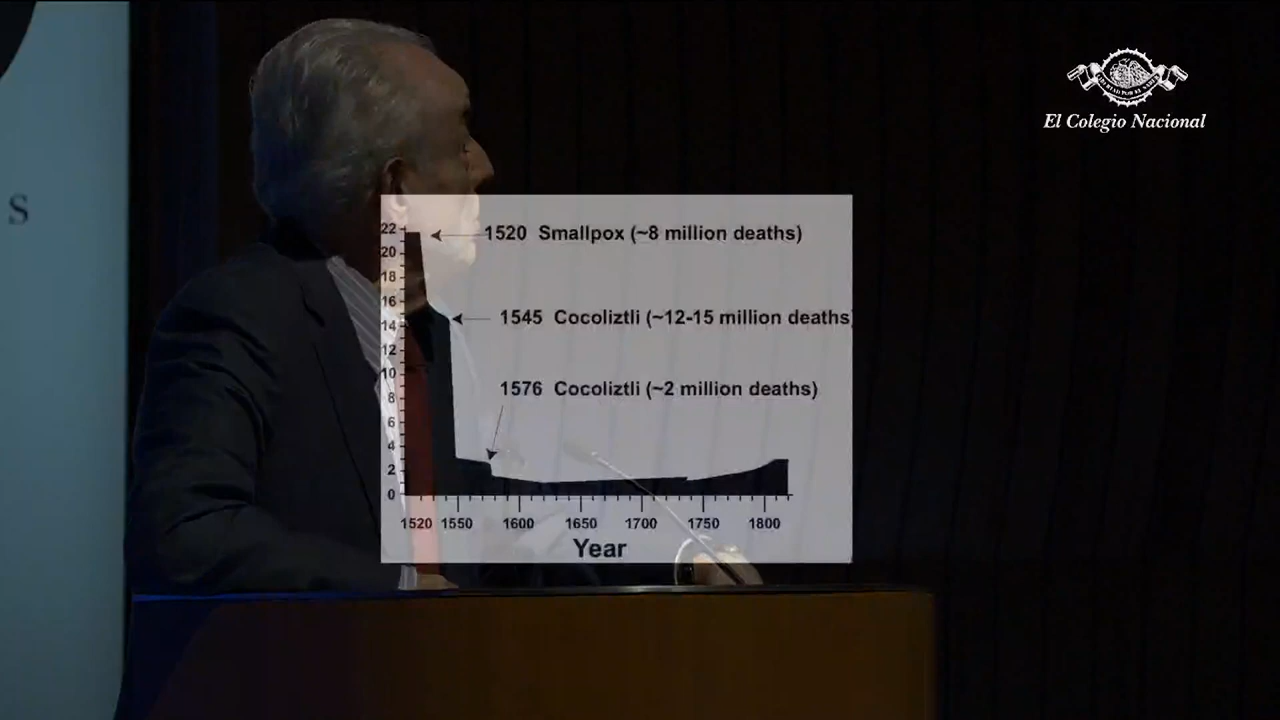 S
El Colegio Nacional
22
20
18
16
14
12
10
8
6
4
2
0
1520 Smallpox (~8 million deaths)
1545 Cocoliztli (~12-15 million deaths
1576 Cocoliztli (~2 million deaths)
1520 1550 1600 1650 1700 1750 1800
Year